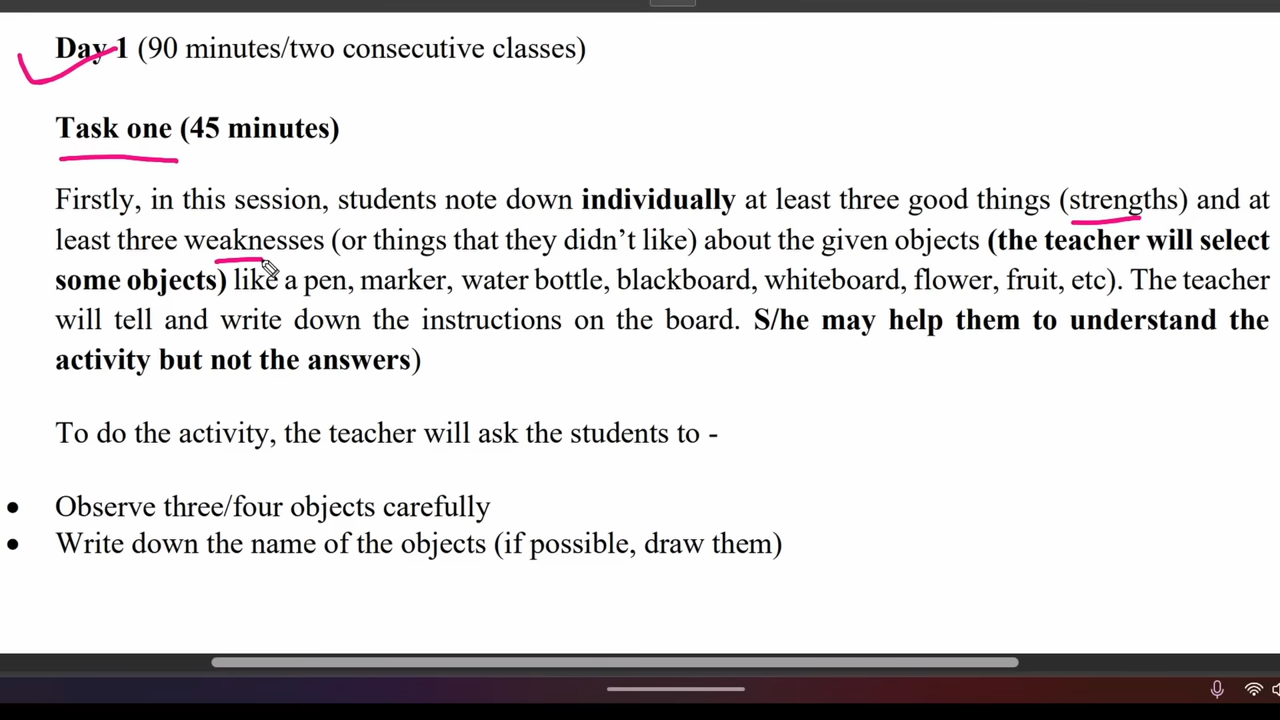 Day 1 (90 minutes/two consecutive classes)
Task one (45 minutes)
Firstly, in this session, students note down individually at least three good things (strengths) and at
least three weaknesses (or things that they didn’t like) about the given objects (the teacher will select
some objects) like a pen, marker, water bottle, blackboard, whiteboard, flower, fruit, etc). The teacher
will tell and write down the instructions on the board. S/he may help them to understand the
activity but not the answers)
To do the activity, the teacher will ask the students to -
• Observe three/four objects carefully
• Write down the name of the objects (if possible, draw them)